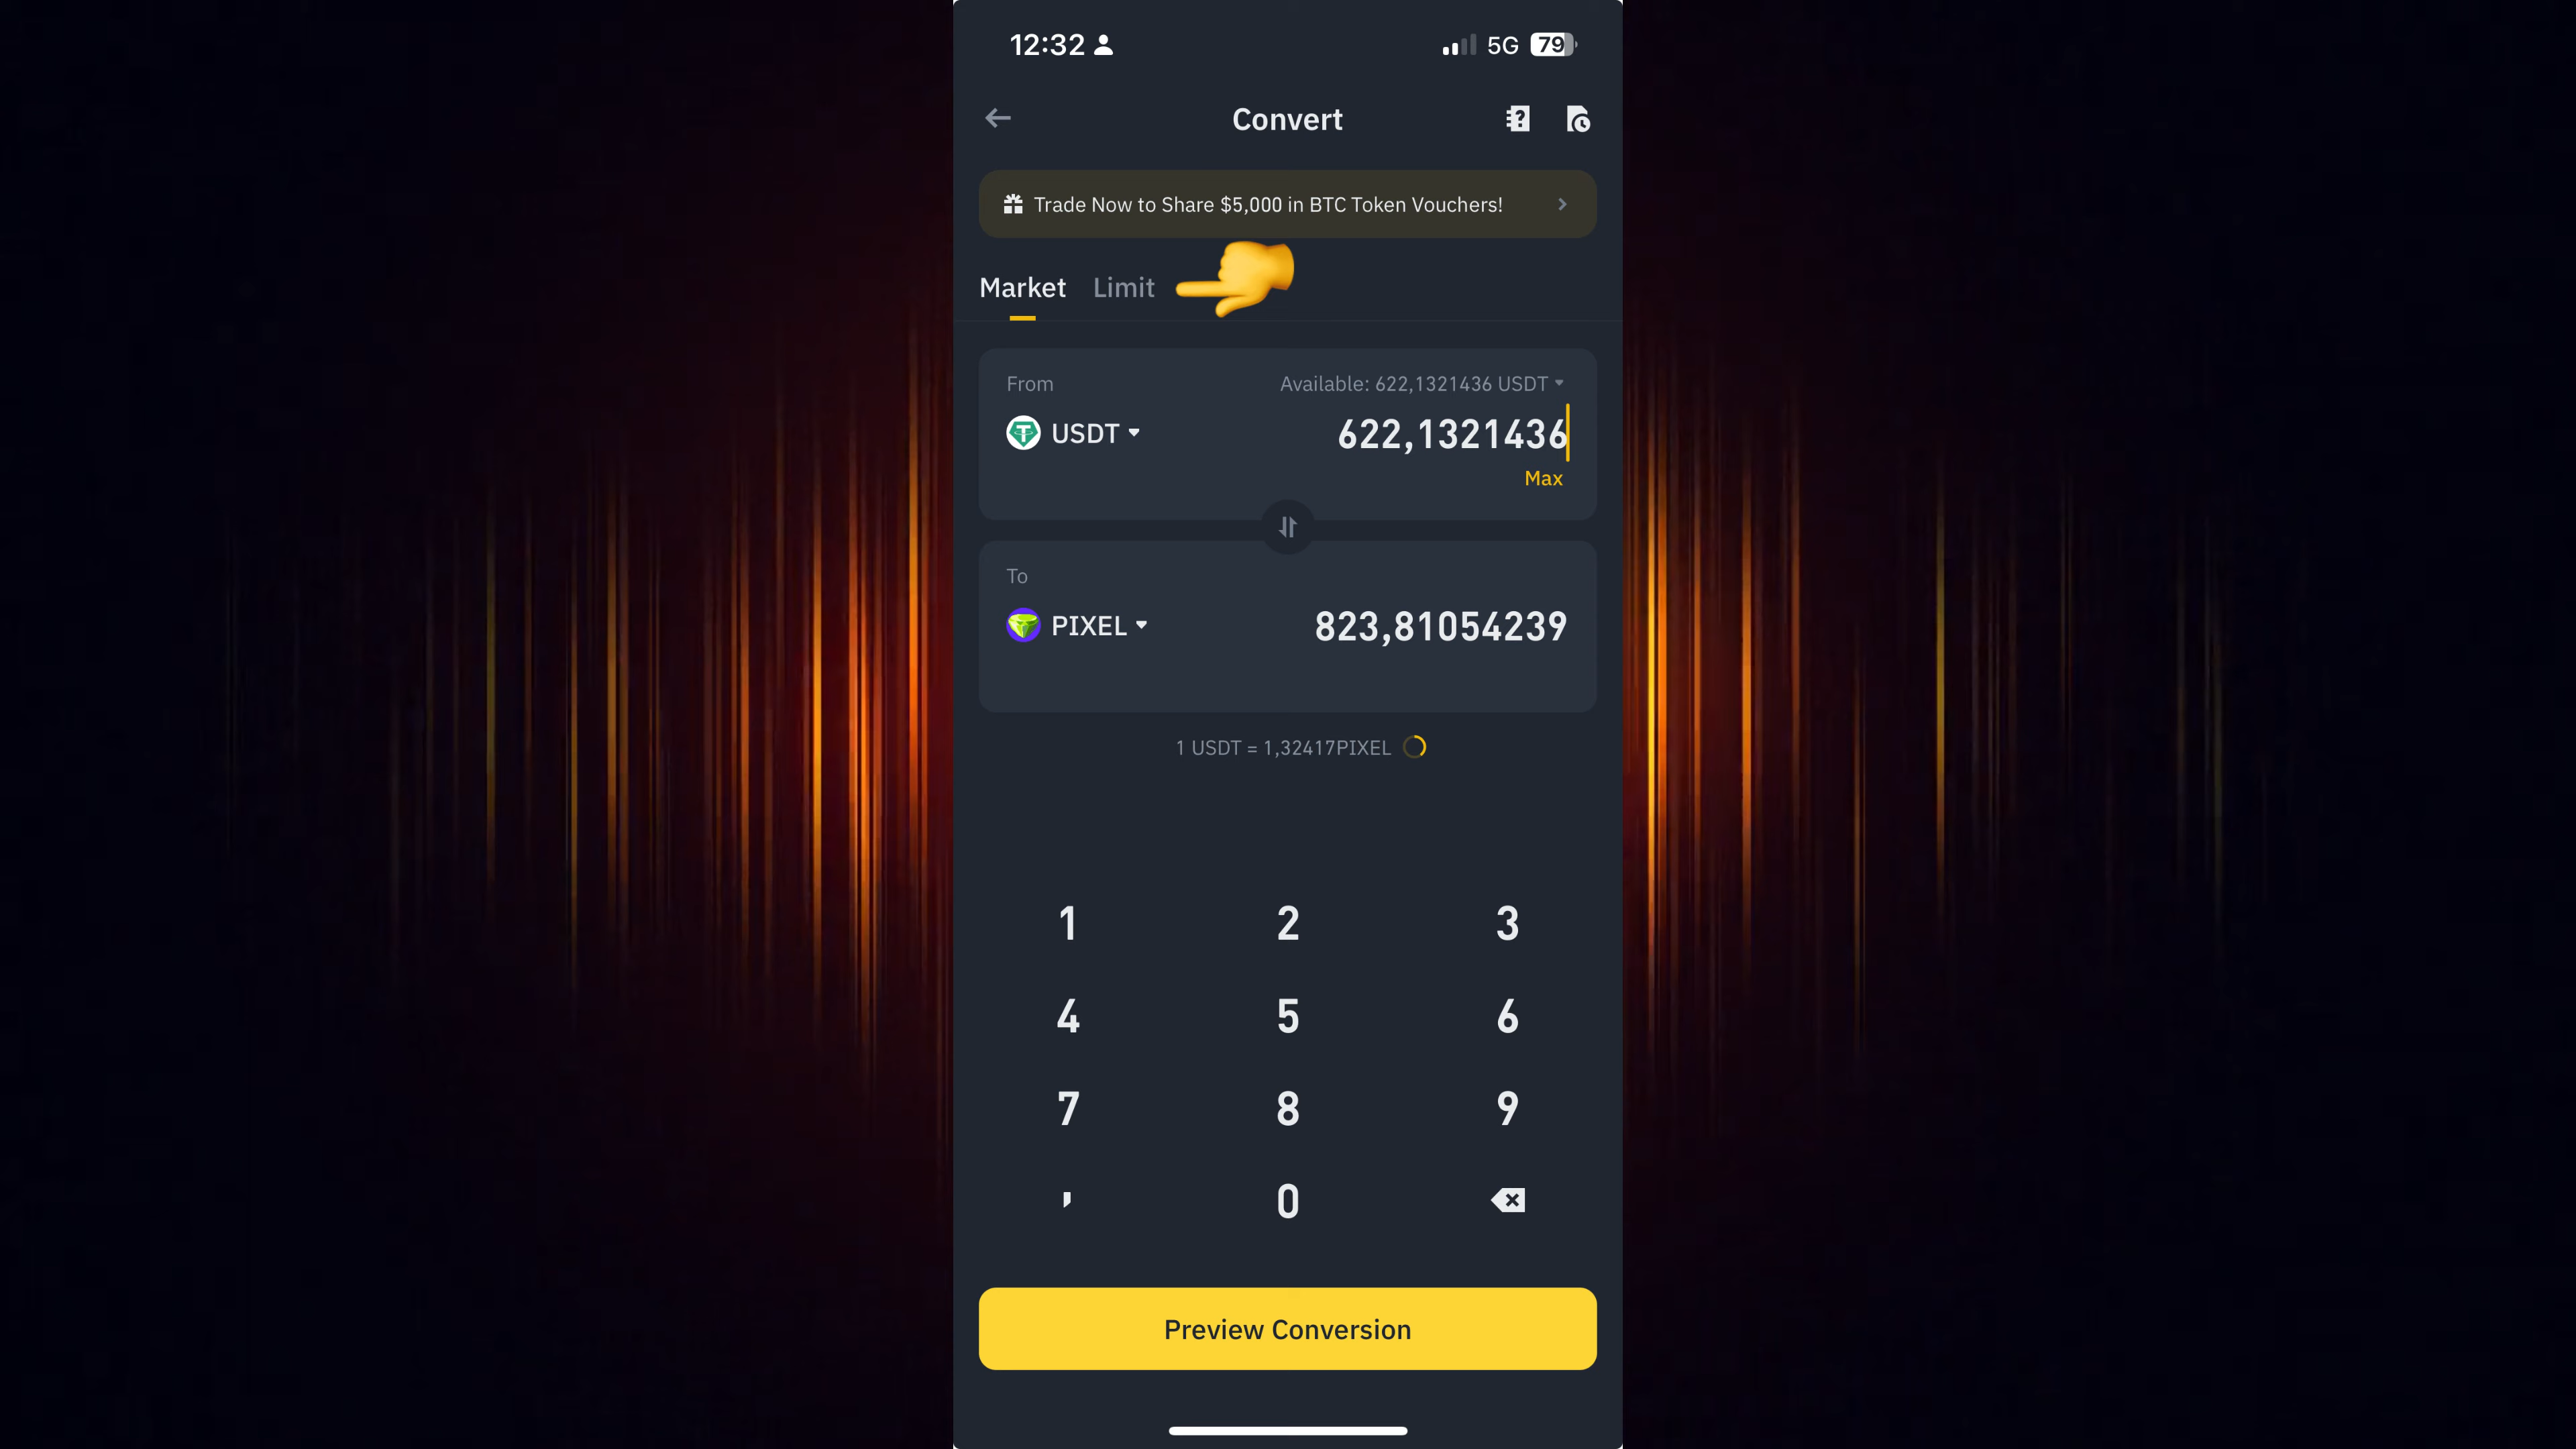 12:32 5G 79
Convert
Trade Now to Share $5,000 in BTC Token Vouchers!
Market Limit
From Available: 622,1321436 USDT
USDT 622,1321436
Max
To
PIXEL 823,81054239
1 USDT = 1,32417PIXEL
1 2 3
4 5 6
7 8 9
, 0
Preview Conversion